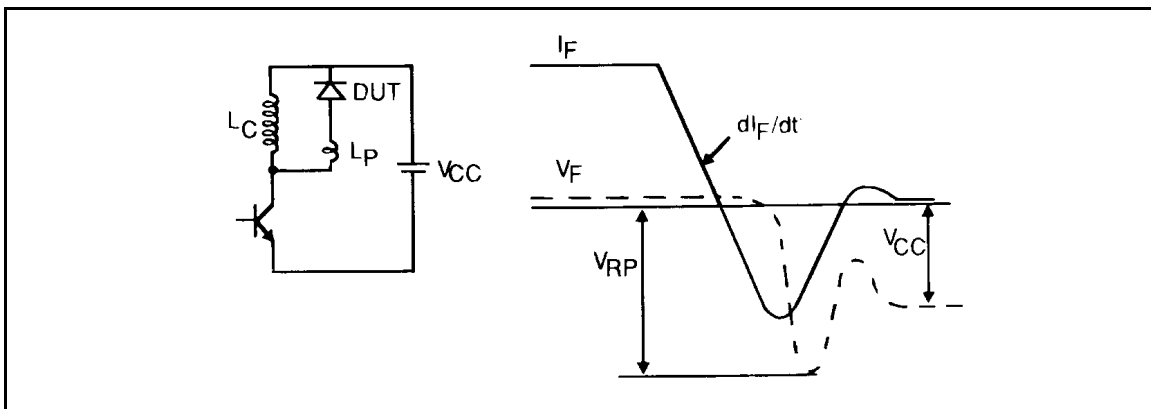 LC
DUT
LP
VCC
IF
dIF/dt
VF
VRP
VCC